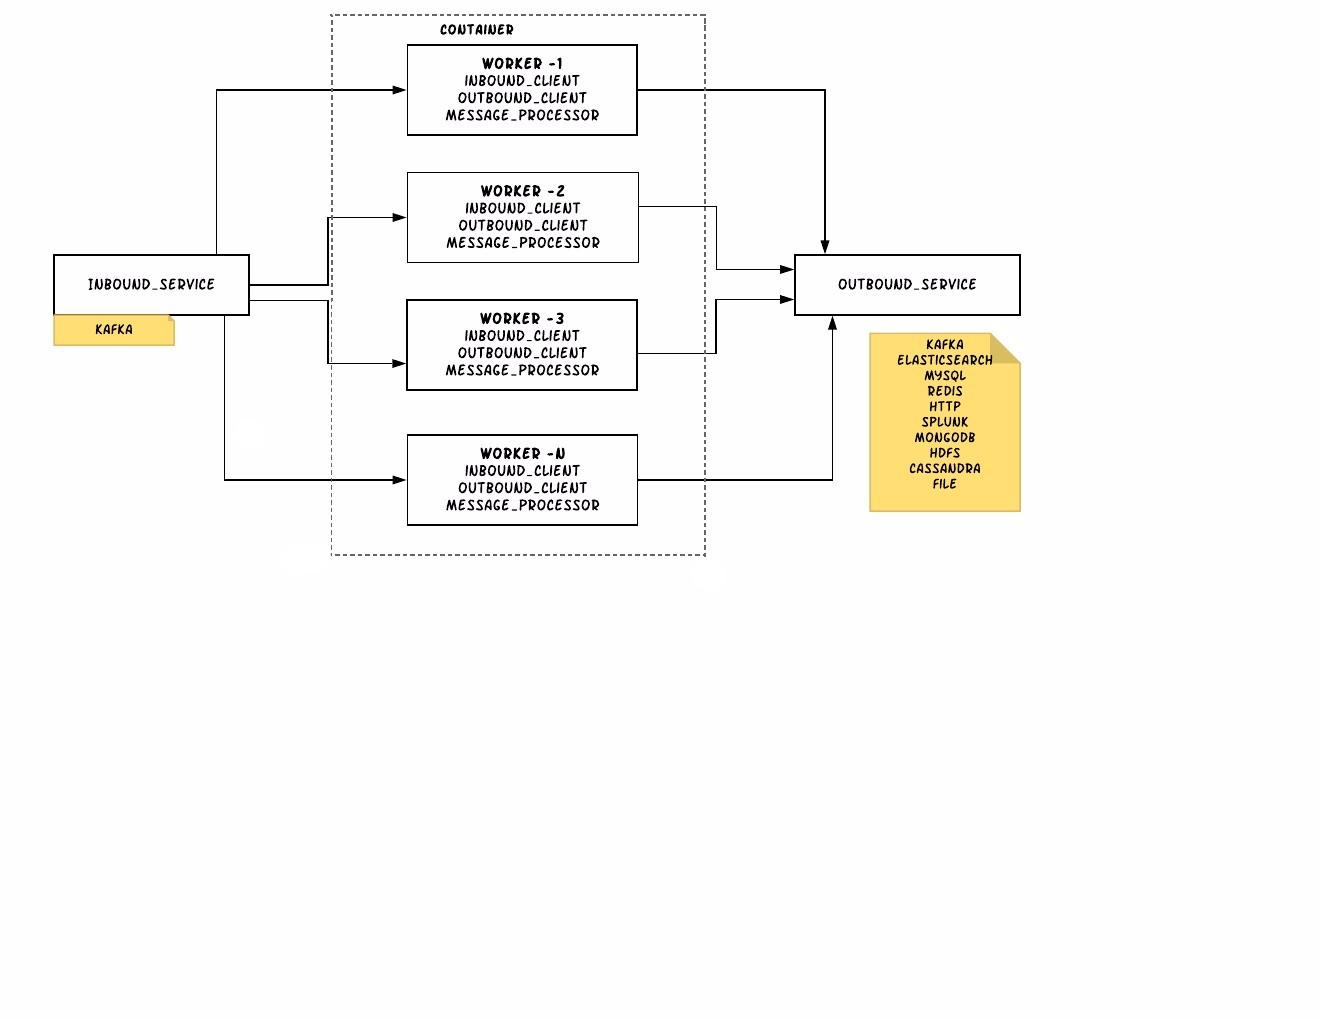 CONTAINER
WORKER -1
INBOUND_CLIENT
OUTBOUND_CLIENT
MESSAGE_PROCESSOR
WORKER -2
INBOUND_CLIENT
OUTBOUND_CLIENT
MESSAGE_PROCESSOR
INBOUND_SERVICE
KAFKA
WORKER -3
INBOUND_CLIENT
OUTBOUND_CLIENT
MESSAGE_PROCESSOR
WORKER -N
INBOUND_CLIENT
OUTBOUND_CLIENT
MESSAGE_PROCESSOR
OUTBOUND_SERVICE
KAFKA
ELASTICSEARCH
MYSQL
REDIS
HTTP
SPLUNK
MONGODB
HDFS
CASSANDRA
FILE